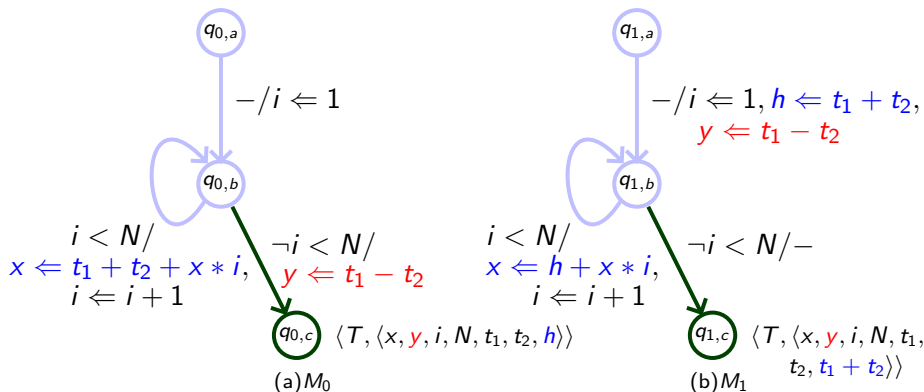 q0,a
−/i ⇐ 1
q0,b
i < N/
x ⇐ t1 + t2 + x ∗ i,
i ⇐ i + 1
¬i < N/
y ⇐ t1 − t2
q0,c
⟨T, ⟨x, y, i, N, t1, t2, h⟩⟩
(a)M0
q1,a
−/i ⇐ 1, h ⇐ t1 + t2,
y ⇐ t1 − t2
q1,b
i < N/
x ⇐ h + x ∗ i,
i ⇐ i + 1
¬i < N/−
q1,c
⟨T, ⟨x, y, i, N, t1,
t2, t1 + t2⟩⟩
(b)M1